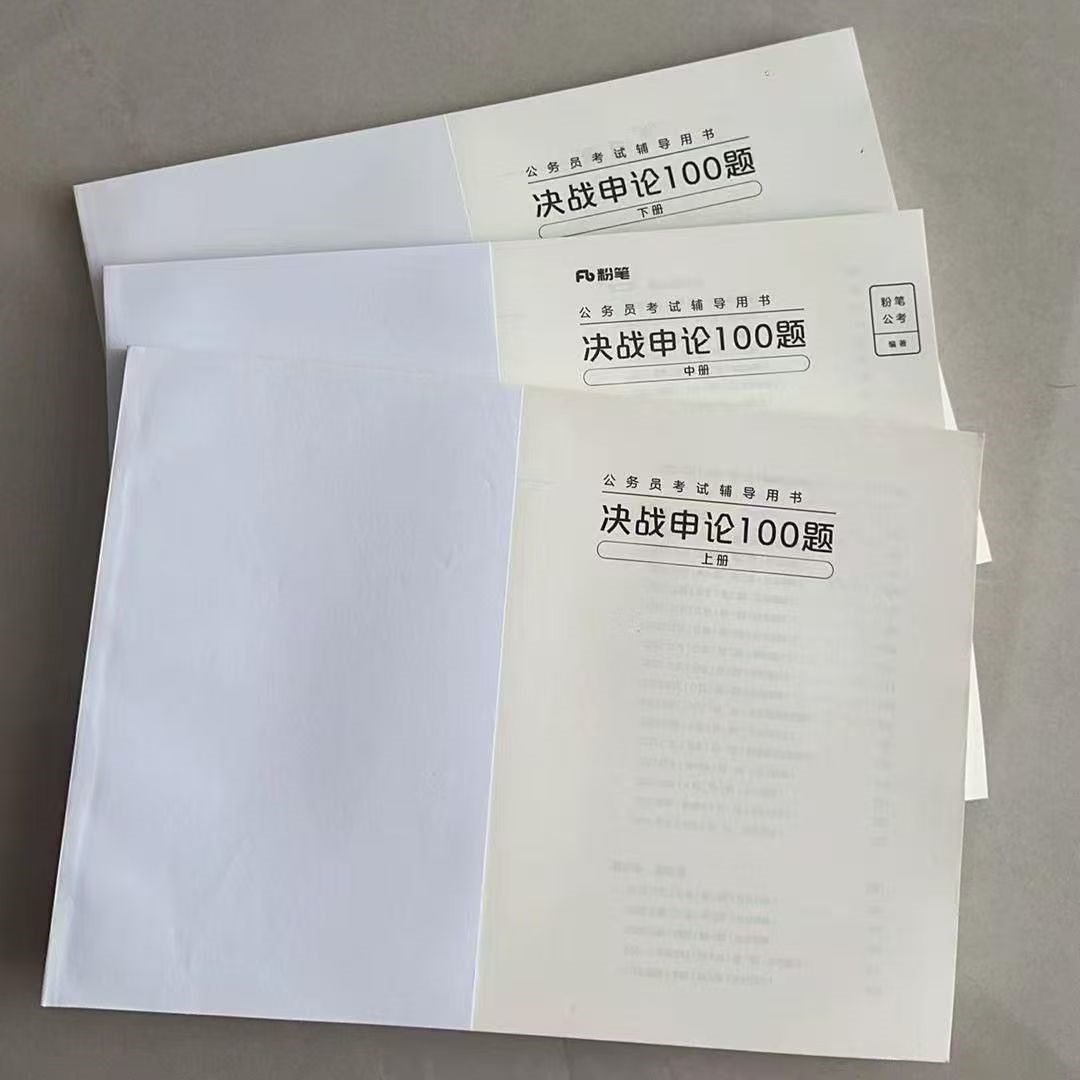 公务员考试辅导用书
决战申论100题
下册
Fb粉笔
公务员考试辅导用书
决战申论100题
中册
粉笔
公考
编著
公务员考试辅导用书
决战申论100题
上册